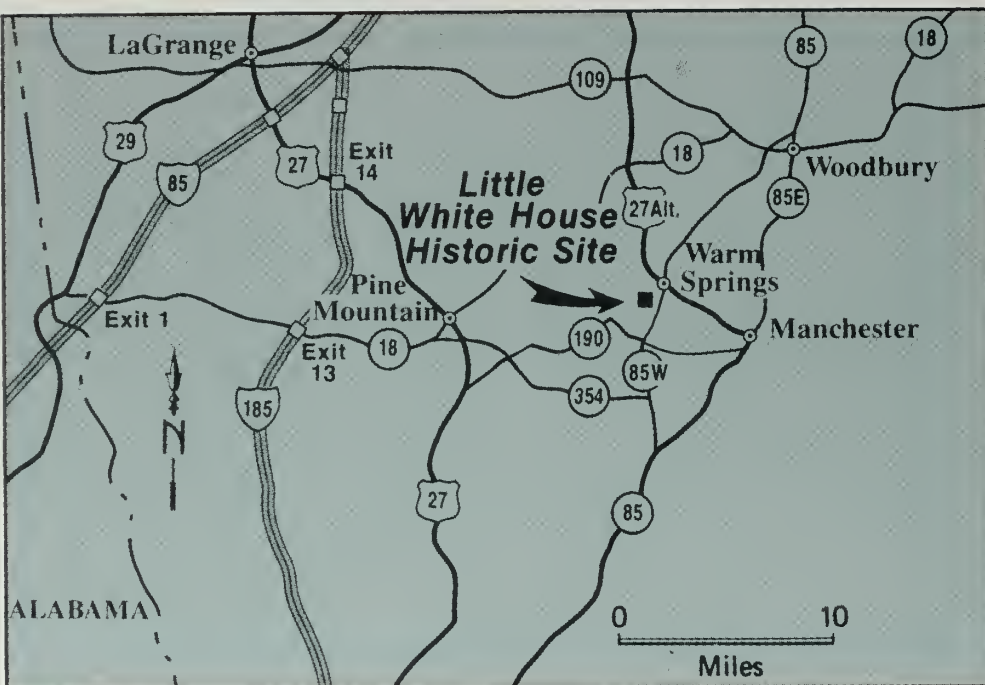 LaGrange
85
18
109
29
85
27
Exit
14
18
Woodbury
Little
White House
Historic Site
27Alt.
85E
Warm
Springs
Pine
Mountain
Exit 1
Exit
13
18
190
Manchester
185
N
85W
354
27
85
ALABAMA
0 10
Miles